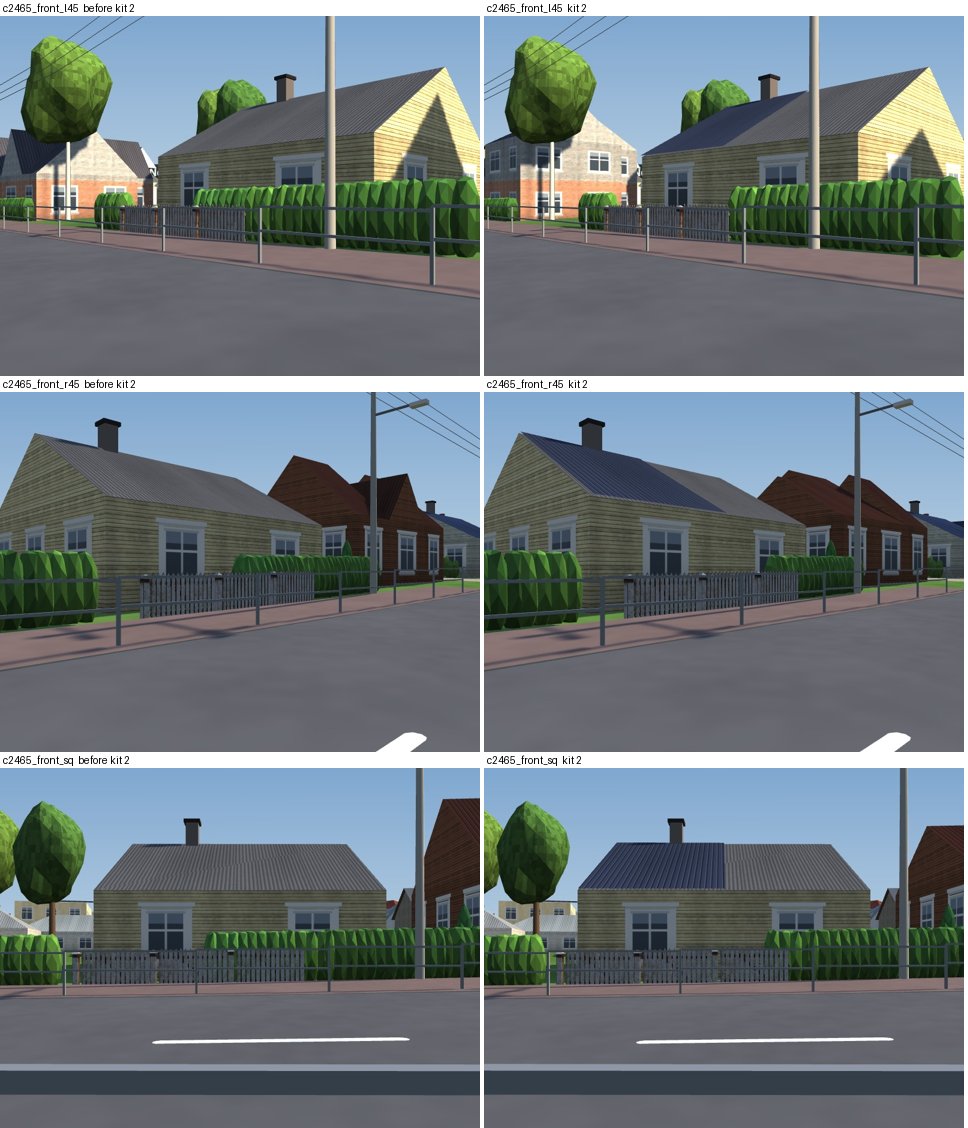 c2465_front_l45 before kit 2
c2465_front_l45 kit 2
c2465_front_r45 before kit 2
c2465_front_r45 kit 2
c2465_front_sq before kit 2
c2465_front_sq kit 2